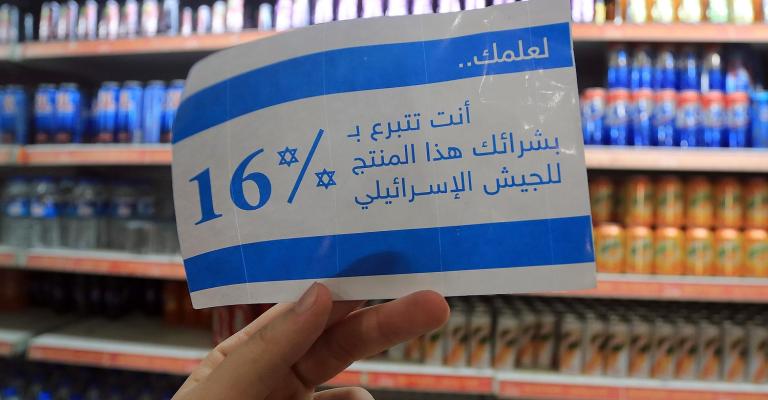 لعلمك..
أنت تتبرع بـ
بشرائك هذا المنتج
16%
للجيش الإسرائيلي